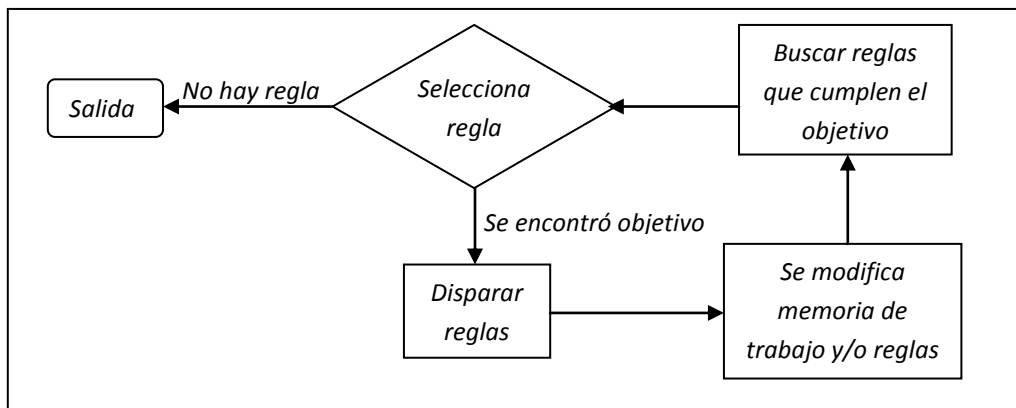 Salida
No hay regla
Selecciona
regla
Buscar reglas
que cumplen el
objetivo
Se encontró objetivo
Disparar
reglas
Se modifica
memoria de
trabajo y/o reglas